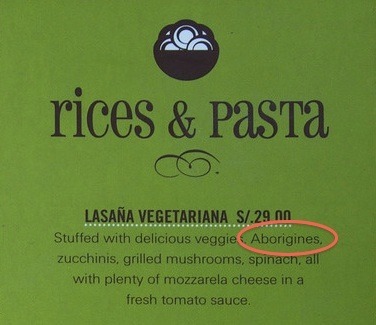 rices & pasta
LASAÑA VEGETARIANA S/.29.00
Stuffed with delicious veggies. Aborigines,
zucchinis, grilled mushrooms, spinach, all
with plenty of mozzarela cheese in a
fresh tomato sauce.